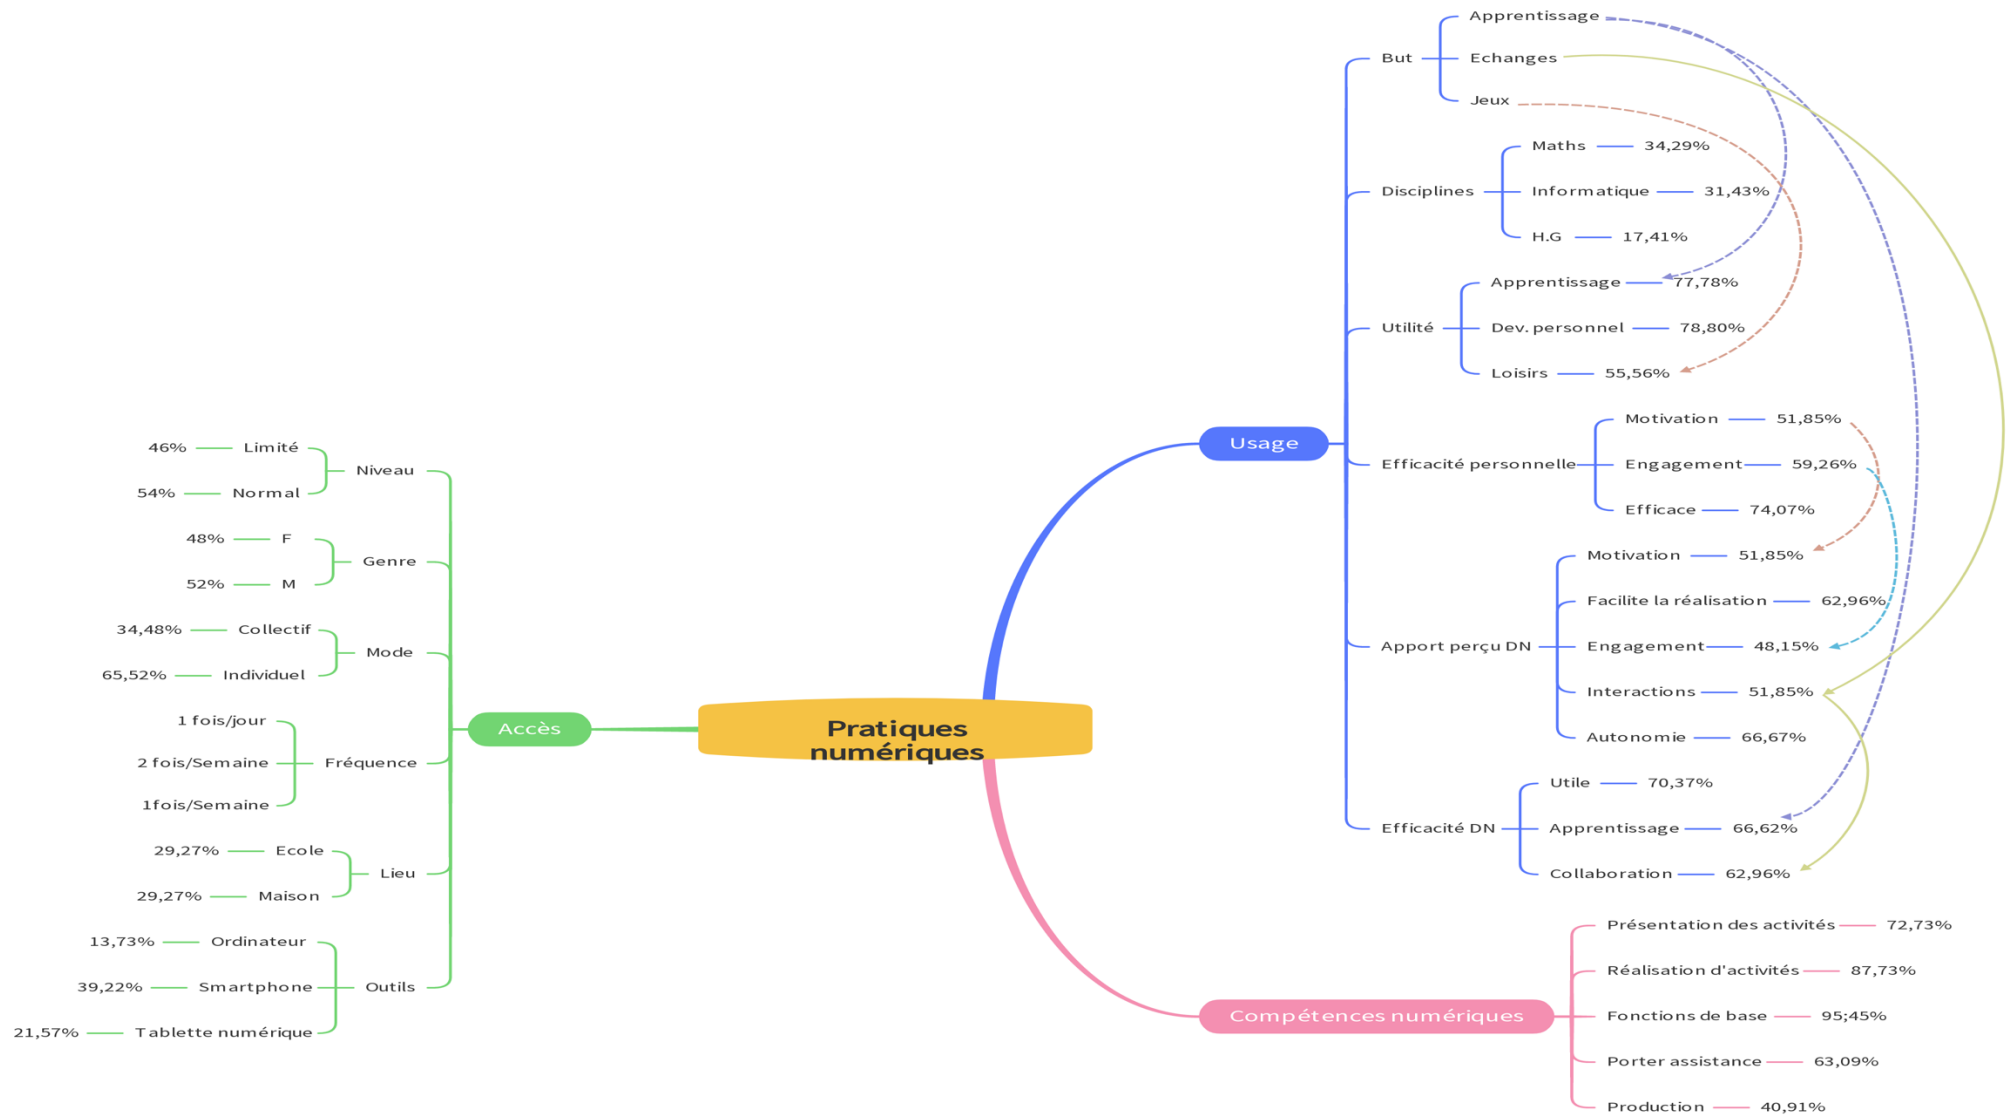 Pratiques
numériques
Accès
Niveau
Limité 46%
Normal 54%
Genre
F 48%
M 52%
Mode
Collectif 34,48%
Individuel 65,52%
Fréquence
1 fois/jour
2 fois/Semaine
1fois/Semaine
Lieu
Ecole 29,27%
Maison 29,27%
Outils
Ordinateur 13,73%
Smartphone 39,22%
Tablette numérique 21,57%
Usage
But
Apprentissage
Echanges
Jeux
Disciplines
Maths 34,29%
Informatique 31,43%
H.G 17,41%
Utilité
Apprentissage 77,78%
Dev. personnel 78,80%
Loisirs 55,56%
Efficacité personnelle
Motivation 51,85%
Engagement 59,26%
Efficace 74,07%
Apport perçu DN
Motivation 51,85%
Facilite la réalisation 62,96%
Engagement 48,15%
Interactions 51,85%
Autonomie 66,67%
Efficacité DN
Utile 70,37%
Apprentissage 66,62%
Collaboration 62,96%
Compétences numériques
Présentation des activités 72,73%
Réalisation d'activités 87,73%
Fonctions de base 95;45%
Porter assistance 63,09%
Production 40,91%